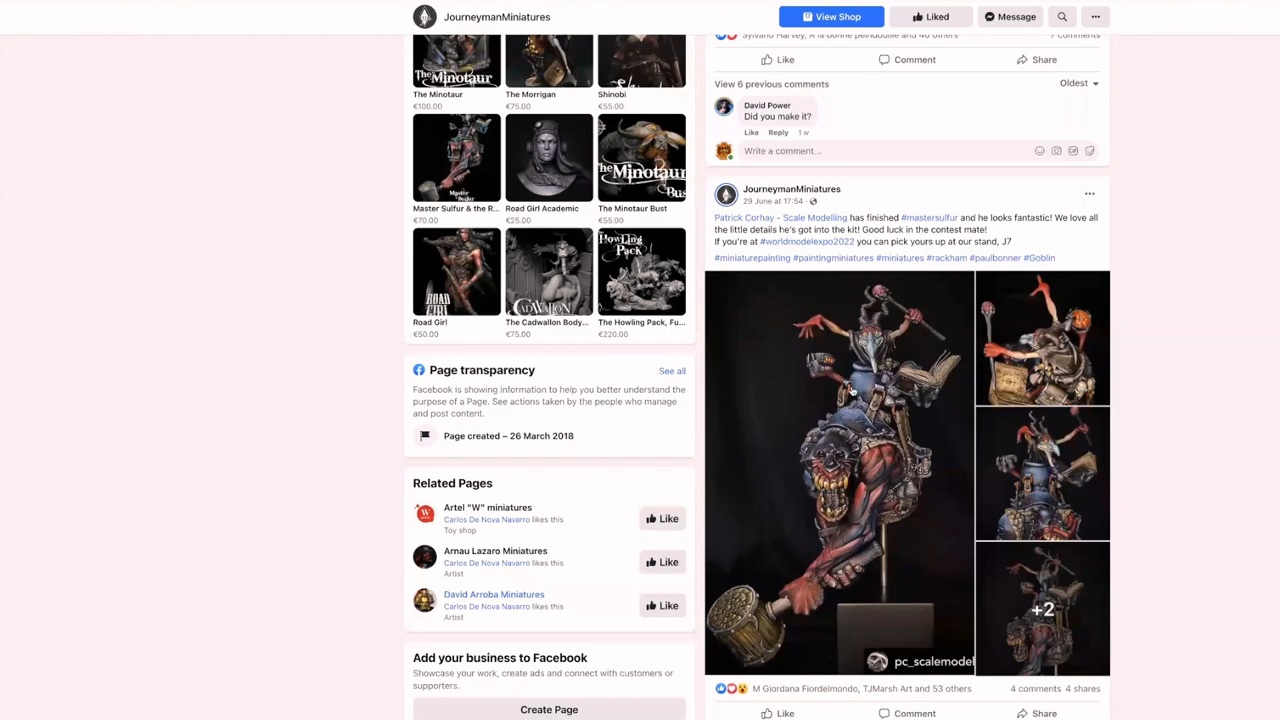 JourneymanMiniatures
View Shop
Liked
Message
The Minotaur
The Minotaur
€100.00
The Morrigan
€75.00
Shinobi
€55.00
Master Sulfur
Master Sulfur & the R...
€70.00
Road Girl Academic
€25.00
The Minotaur Bust
The Minotaur Bust
€55.00
ROAD GIRL
Road Girl
€50.00
CADWALLON
The Cadwallon Body...
€75.00
HowLing Pack
The Howling Pack, Fu...
€220.00
Page transparency
See all
Facebook is showing information to help you better understand the
purpose of a Page. See actions taken by the people who manage
and post content.
Page created – 26 March 2018
Related Pages
Artel "W" miniatures
Carlos De Nova Navarro likes this
Toy shop
Like
Arnau Lazaro Miniatures
Carlos De Nova Navarro likes this
Artist
Like
David Arroba Miniatures
Carlos De Nova Navarro likes this
Artist
Like
Add your business to Facebook
Showcase your work, create ads and connect with customers or
supporters.
Create Page
Like
Comment
Share
View 6 previous comments
Oldest
David Power
Did you make it?
Like Reply 1 w
Write a comment...
JourneymanMiniatures
29 June at 17:54 ·
Patrick Corhay - Scale Modelling has finished #mastersulfur and he looks fantastic! We love all
the little details he's got into the kit! Good luck in the contest mate!
If you're at #worldmodelexpo2022 you can pick yours up at our stand, J7
#miniaturepainting #paintingminiatures #miniatures #rackham #paulbonner #Goblin
pc_scalemodel
+2
M Giordana Fiordelmondo, TJMarsh Art and 53 others
4 comments 4 shares
Like
Comment
Share